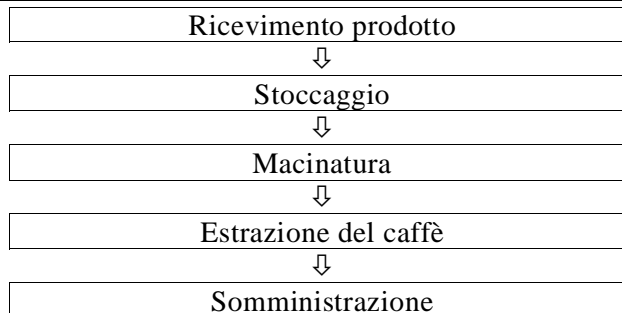 Ricevimento prodotto
⇩
Stoccaggio
⇩
Macinatura
⇩
Estrazione del caffè
⇩
Somministrazione